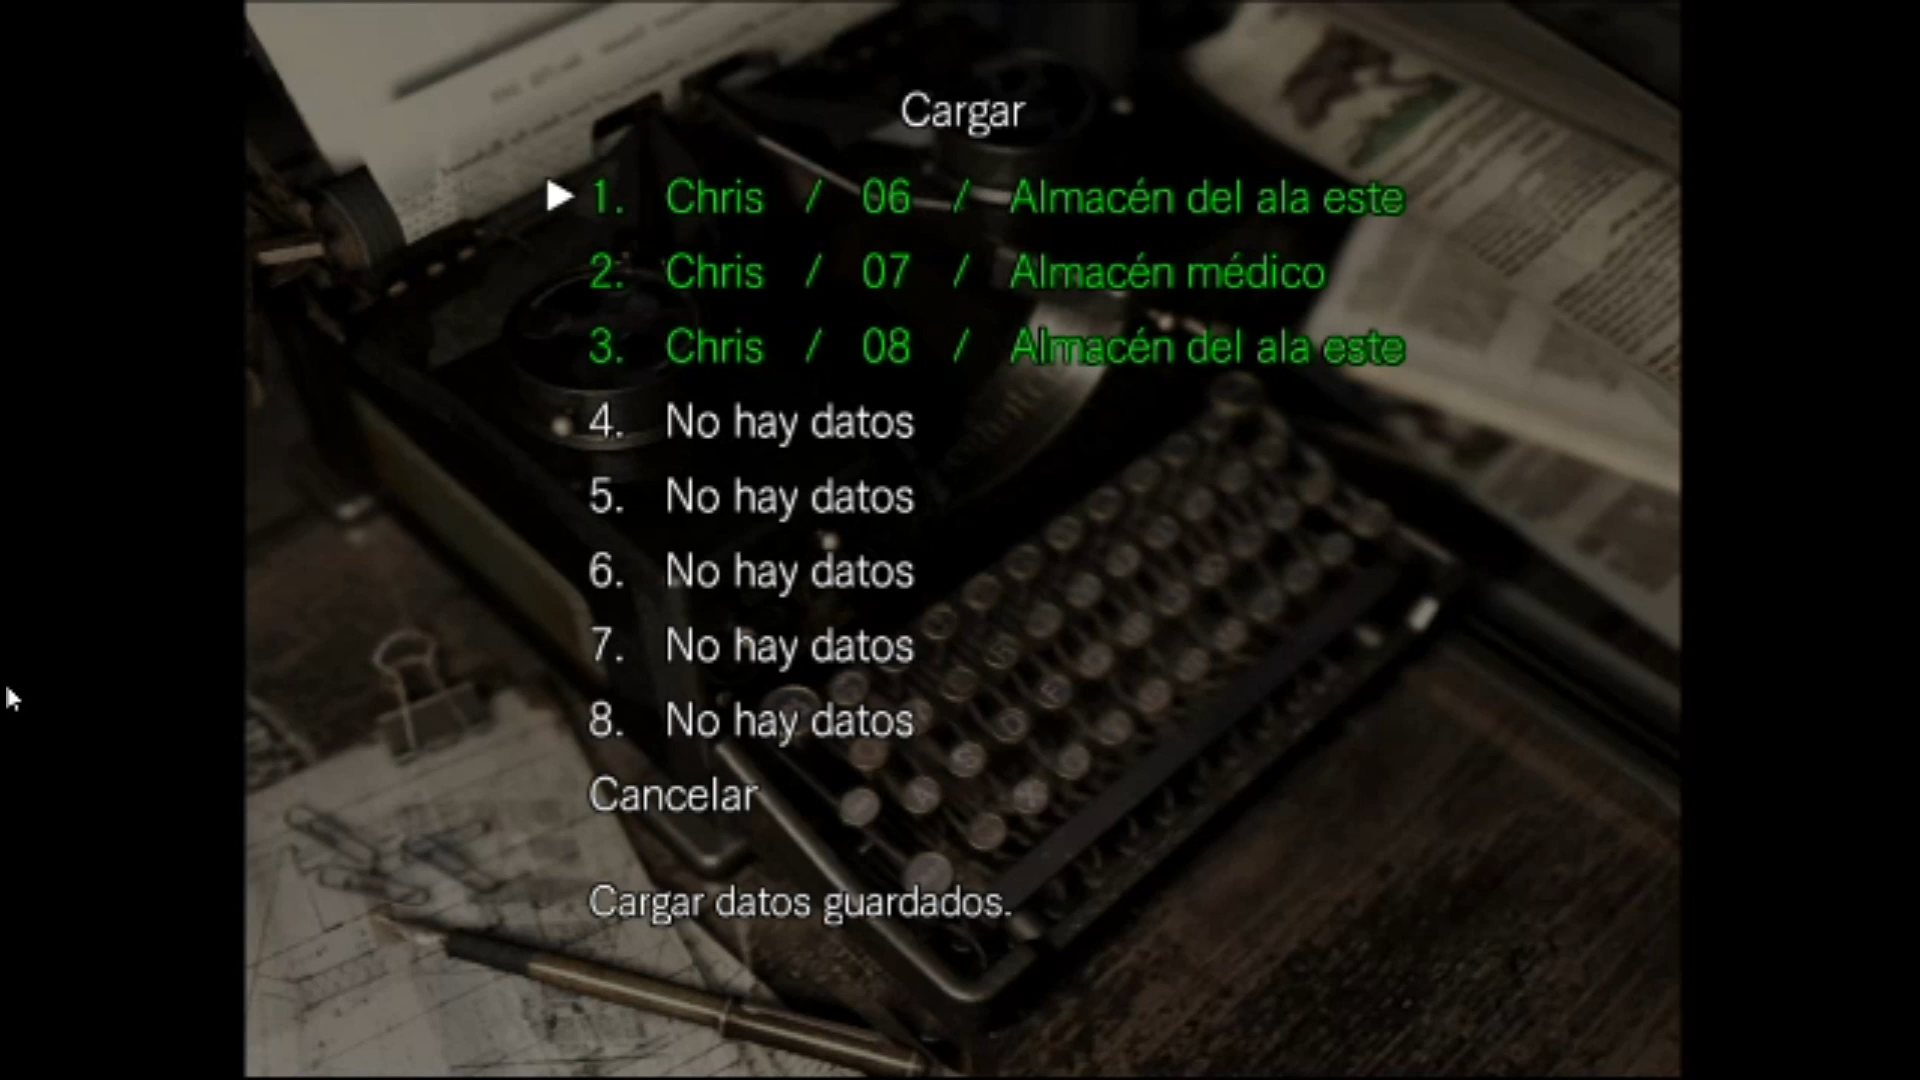 Cargar
1. Chris / 06 / Almacén del ala este
2. Chris / 07 / Almacén médico
3. Chris / 08 / Almacén del ala este
4. No hay datos
5. No hay datos
6. No hay datos
7. No hay datos
8. No hay datos
Cancelar
Cargar datos guardados.